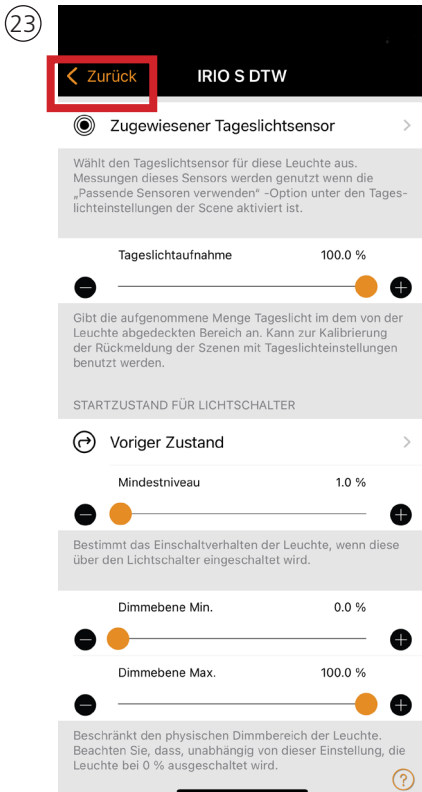 23
Zurück IRIO S DTW
Zugewiesener Tageslichtsensor
Wählt den Tageslichtsensor für diese Leuchte aus.
Messungen dieses Sensors werden genutzt wenn die
„Passende Sensoren verwenden“ -Option unter den Tages-
lichteinstellungen der Scene aktiviert ist.
Tageslichtaufnahme 100.0 %
Gibt die aufgenommene Menge Tageslicht im dem von der
Leuchte abgedeckten Bereich an. Kann zur Kalibrierung
der Rückmeldung der Szenen mit Tageslichteinstellungen
benutzt werden.
STARTZUSTAND FÜR LICHTSCHALTER
Voriger Zustand
Mindestniveau 1.0 %
Bestimmt das Einschaltverhalten der Leuchte, wenn diese
über den Lichtschalter eingeschaltet wird.
Dimmebene Min. 0.0 %
Dimmebene Max. 100.0 %
Beschränkt den physischen Dimmbereich der Leuchte.
Beachten Sie, dass, unabhängig von dieser Einstellung, die
Leuchte bei 0 % ausgeschaltet wird.
?